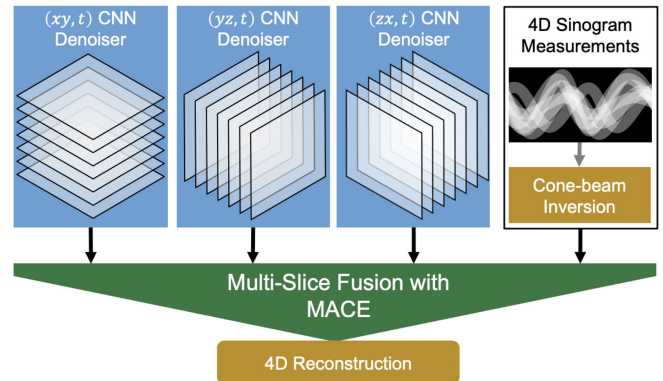 (xy, t) CNN
Denoiser
(yz, t) CNN
Denoiser
(zx, t) CNN
Denoiser
4D Sinogram
Measurements
Cone-beam
Inversion
Multi-Slice Fusion with
MACE
4D Reconstruction